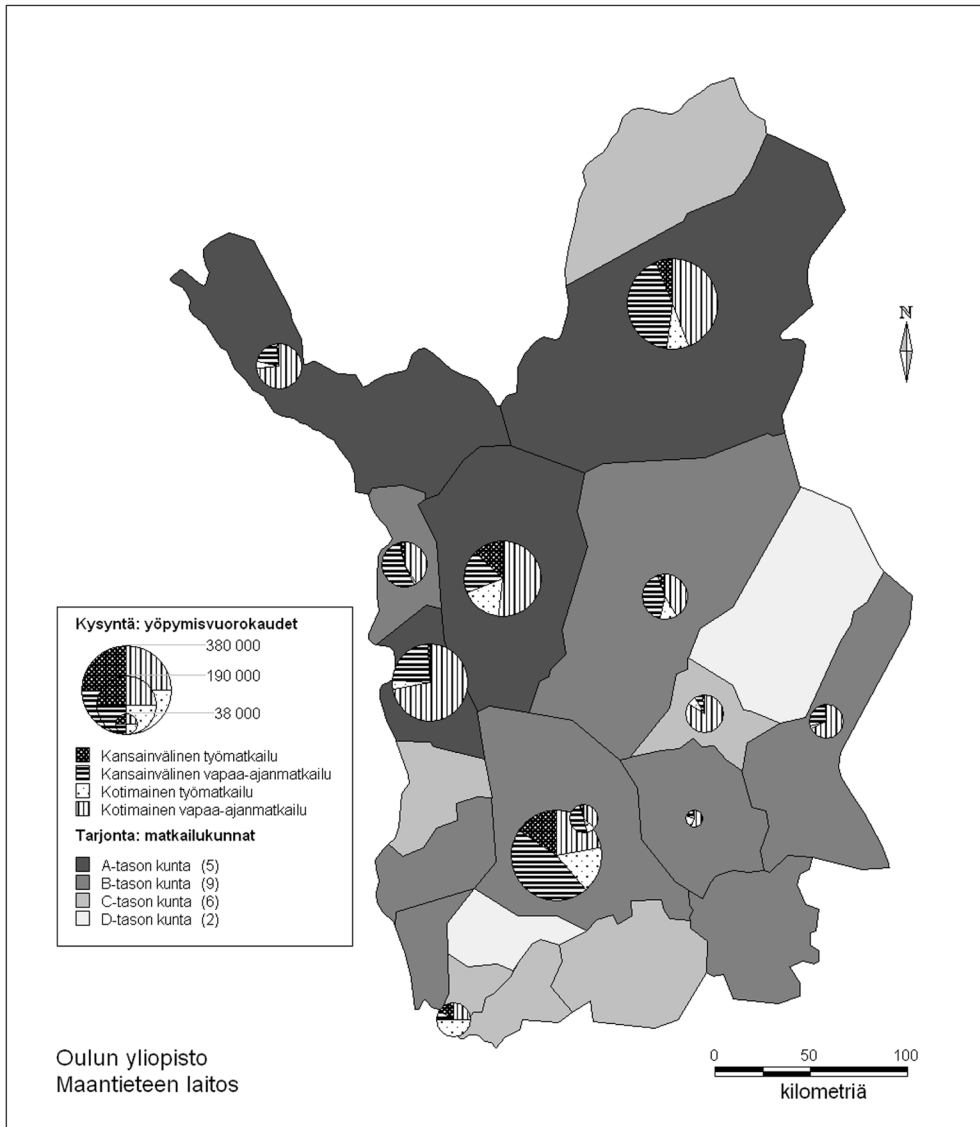 N
Kysyntä: yöpymisvuorokaudet
380 000
190 000
38 000
Kansainvälinen työmatkailu
Kansainvälinen vapaa-ajanmatkailu
Kotimainen työmatkailu
Kotimainen vapaa-ajanmatkailu
Tarjonta: matkailukunnat
A-tason kunta (5)
B-tason kunta (9)
C-tason kunta (6)
D-tason kunta (2)
Oulun yliopisto
Maantieteen laitos
0 50 100
kilometriä